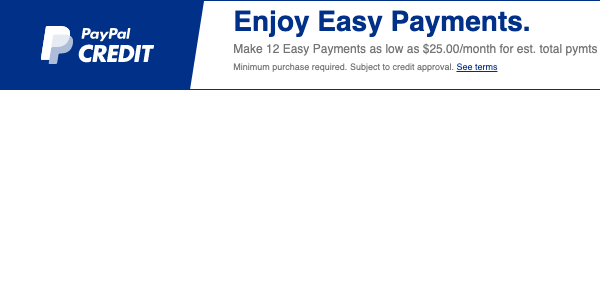 PayPal
CREDIT
Enjoy Easy Payments.
Make 12 Easy Payments as low as $25.00/month for est. total pymts
Minimum purchase required. Subject to credit approval. See terms